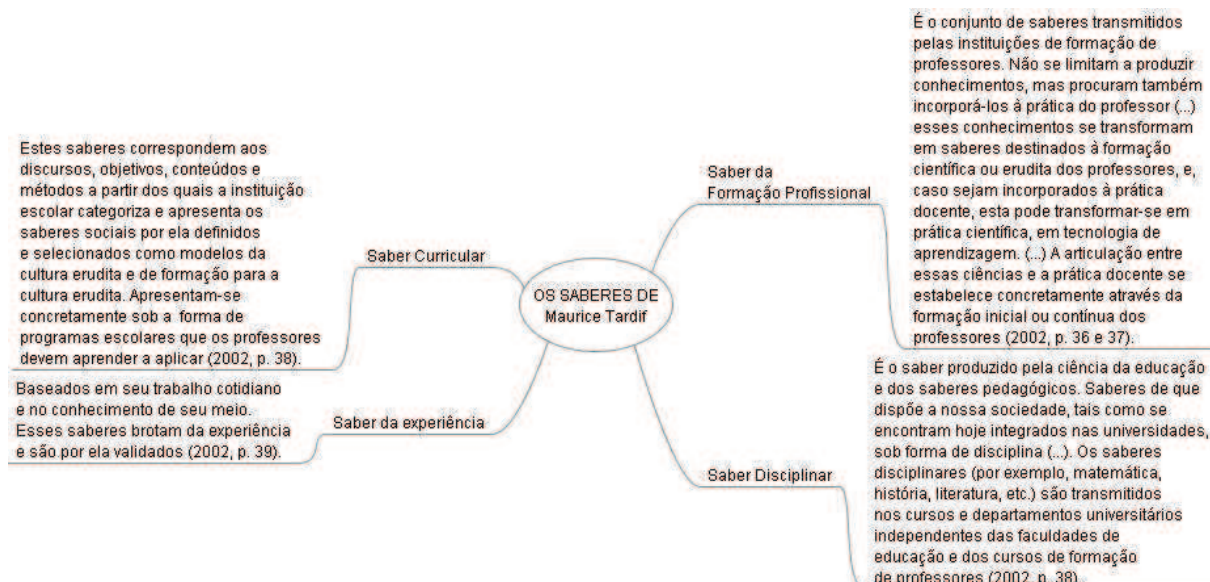 OS SABERES DE
Maurice Tardif
Saber Curricular
Estes saberes correspondem aos
discursos, objetivos, conteúdos e
métodos a partir dos quais a instituição
escolar categoriza e apresenta os
saberes sociais por ela definidos
e selecionados como modelos da
cultura erudita e de formação para a
cultura erudita. Apresentam-se
concretamente sob a forma de
programas escolares que os professores
devem aprender a aplicar (2002, p. 38).
Saber da experiência
Baseados em seu trabalho cotidiano
e no conhecimento de seu meio.
Esses saberes brotam da experiência
e são por ela validados (2002, p. 39).
Saber da
Formação Profissional
É o conjunto de saberes transmitidos
pelas instituições de formação de
professores. Não se limitam a produzir
conhecimentos, mas procuram também
incorporá-los à prática do professor (...)
esses conhecimentos se transformam
em saberes destinados à formação
científica ou erudita dos professores, e,
caso sejam incorporados à prática
docente, esta pode transformar-se em
prática científica, em tecnologia de
aprendizagem. (...) A articulação entre
essas ciências e a prática docente se
estabelece concretamente através da
formação inicial ou contínua dos
professores (2002, p. 36 e 37).
Saber Disciplinar
É o saber produzido pela ciência da educação
e dos saberes pedagógicos. Saberes de que
dispõe a nossa sociedade, tais como se
encontram hoje integrados nas universidades,
sob forma de disciplina (...). Os saberes
disciplinares (por exemplo, matemática,
história, literatura, etc.) são transmitidos
nos cursos e departamentos universitários
independentes das faculdades de
educação e dos cursos de formação
de professores (2002, p. 38).